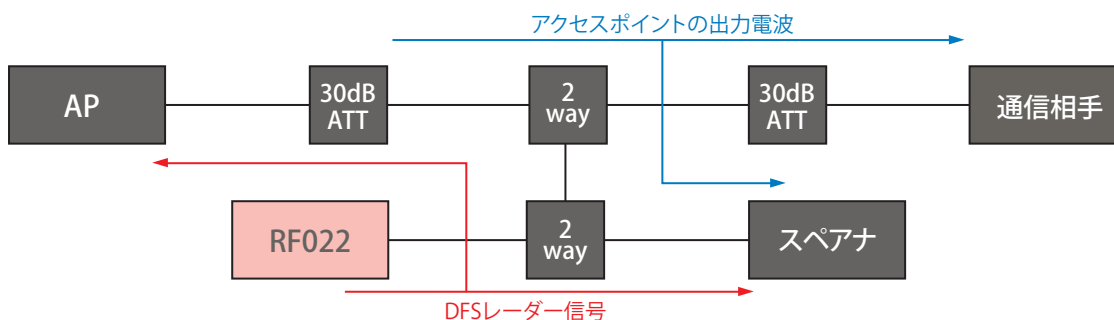 アクセスポイントの出力電波
AP
30dB
ATT
2
way
30dB
ATT
通信相手
RF022
2
way
スペアナ
DFSレーダー信号